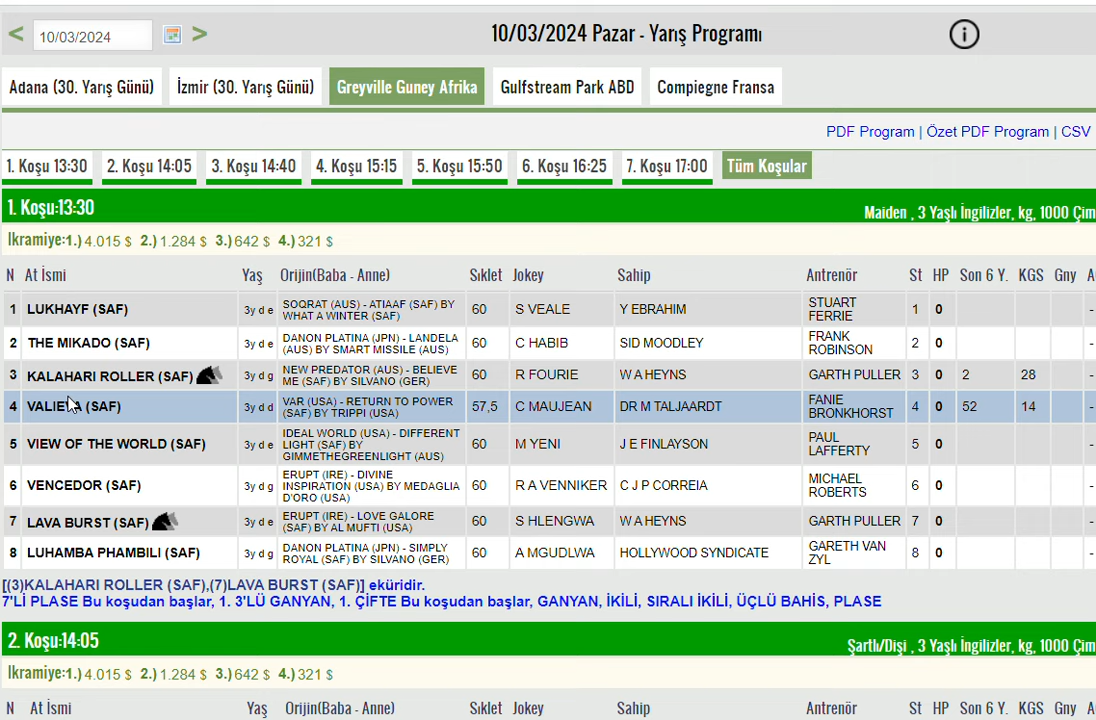 < 10/03/2024 > 10/03/2024 Pazar - Yarış Programı
Adana (30. Yarış Günü) İzmir (30. Yarış Günü) Greyville Guney Afrika Gulfstream Park ABD Compiegne Fransa
PDF Program | Özet PDF Program | CSV
1. Koşu 13:30 2. Koşu 14:05 3. Koşu 14:40 4. Koşu 15:15 5. Koşu 15:50 6. Koşu 16:25 7. Koşu 17:00 Tüm Koşular
1. Koşu:13:30
Maiden , 3 Yaşlı İngilizler, kg, 1000 Çim
Ikramiye:1.) 4.015 $ 2.) 1.284 $ 3.) 642 $ 4.) 321 $
N At İsmi Yaş Orijin(Baba - Anne) Sıklet Jokey Sahip Antrenör St HP Son 6 Y. KGS Gny
1 LUKHAYF (SAF) 3y d e SOQRAT (AUS) - ATIAAF (SAF) BY WHAT A WINTER (SAF) 60 S VEALE Y EBRAHIM STUART FERRIE 1 0 -
2 THE MIKADO (SAF) 3y d e DANON PLATINA (JPN) - LANDELA (AUS) BY SMART MISSILE (AUS) 60 C HABIB SID MOODLEY FRANK ROBINSON 2 0 -
3 KALAHARI ROLLER (SAF) 3y d g NEW PREDATOR (AUS) - BELIEVE ME (SAF) BY SILVANO (GER) 60 R FOURIE W A HEYNS GARTH PULLER 3 0 2 28 -
4 (SAF) 3y d d VAR (USA) - RETURN TO POWER (SAF) BY TRIPPI (USA) 57,5 C MAUJEAN DR M TALJAARDT FANIE BRONKHORST 4 0 52 14 -
5 VIEW OF THE WORLD (SAF) 3y d e IDEAL WORLD (USA) - DIFFERENT LIGHT (SAF) BY GIMMETHEGREENLIGHT (AUS) 60 M YENI J E FINLAYSON PAUL LAFFERTY 5 0 -
6 VENCEDOR (SAF) 3y d g ERUPT (IRE) - DIVINE INSPIRATION (USA) BY MEDAGLIA D'ORO (USA) 60 R A VENNIKER C J P CORREIA MICHAEL ROBERTS 6 0 -
7 LAVA BURST (SAF) 3y d e ERUPT (IRE) - LOVE GALORE (SAF) BY AL MUFTI (USA) 60 S HLENGWA W A HEYNS GARTH PULLER 7 0 -
8 LUHAMBA PHAMBILI (SAF) 3y d g DANON PLATINA (JPN) - SIMPLY ROYAL (SAF) BY SILVANO (GER) 60 A MGUDLWA HOLLYWOOD SYNDICATE GARETH VAN ZYL 8 0 -
[(3)KALAHARI ROLLER (SAF),(7)LAVA BURST (SAF)] eküridir.
7'Lİ PLASE Bu koşudan başlar, 1. 3'LÜ GANYAN, 1. ÇİFTE Bu koşudan başlar, GANYAN, İKİLİ, SIRALI İKİLİ, ÜÇLÜ BAHİS, PLASE
2. Koşu:14:05
Şartlı/Dişi , 3 Yaşlı İngilizler, kg, 1000 Çim
Ikramiye:1.) 4.015 $ 2.) 1.284 $ 3.) 642 $ 4.) 321 $
N At İsmi Yaş Orijin(Baba - Anne) Sıklet Jokey Sahip Antrenör St HP Son 6 Y. KGS Gny